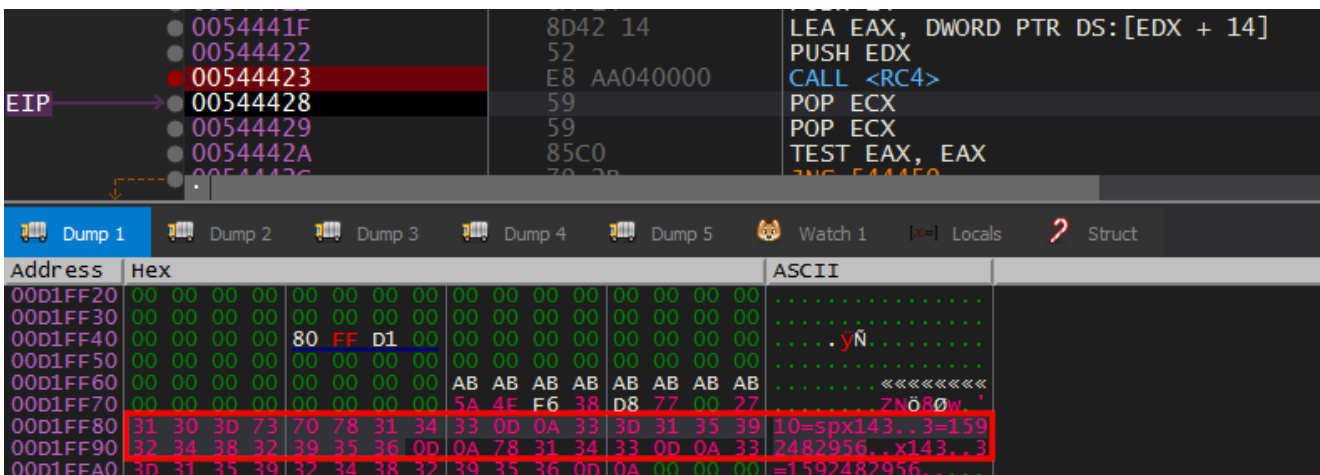 0054441F 8D42 14 LEA EAX, DWORD PTR DS:[EDX + 14]
00544422 52 PUSH EDX
00544423 E8 AA040000 CALL <RC4>
EIP 00544428 59 POP ECX
00544429 59 POP ECX
0054442A 85C0 TEST EAX, EAX
Dump 1 Dump 2 Dump 3 Dump 4 Dump 5 Watch 1 [x=] Locals Struct
Address Hex ASCII
00D1FF20 00 00 00 00 00 00 00 00 00 00 00 00 00 00 00 00 ................
00D1FF30 00 00 00 00 00 00 00 00 00 00 00 00 00 00 00 00 ................
00D1FF40 00 00 00 00 80 FF D1 00 00 00 00 00 00 00 00 00 .....ÿÑ.........
00D1FF50 00 00 00 00 00 00 00 00 00 00 00 00 00 00 00 00 ................
00D1FF60 00 00 00 00 00 00 00 00 AB AB AB AB AB AB AB AB ........««««««««
00D1FF70 00 00 00 00 00 00 00 00 5A 4E F6 38 D8 77 00 27 ........ZNö8Øw.'
00D1FF80 31 30 3D 73 70 78 31 34 33 0D 0A 33 3D 31 35 39 10=spx143..3=159
00D1FF90 32 34 38 32 39 35 36 0D 0A 78 31 34 33 0D 0A 33 2482956..x143..3
00D1FFA0 3D 31 35 39 32 34 38 32 39 35 36 0D 0A 00 00 00 =1592482956.....